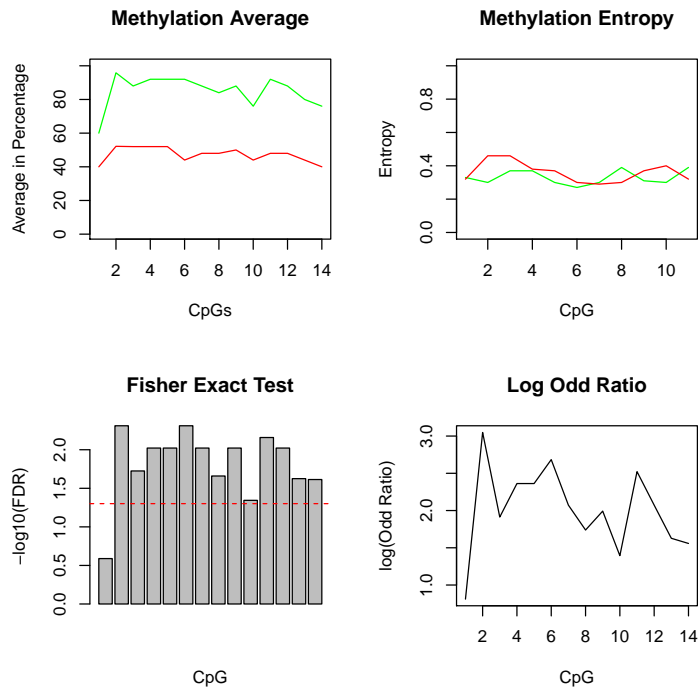 Methylation Average
Average in Percentage
0 20 40 60 80
2 4 6 8 10 12 14
CpGs
Methylation Entropy
Entropy
0.0 0.4 0.8
2 4 6 8 10
CpG
Fisher Exact Test
−log10(FDR)
0.0 0.5 1.0 1.5 2.0
CpG
Log Odd Ratio
log(Odd Ratio)
1.0 2.0 3.0
2 4 6 8 10 12 14
CpG